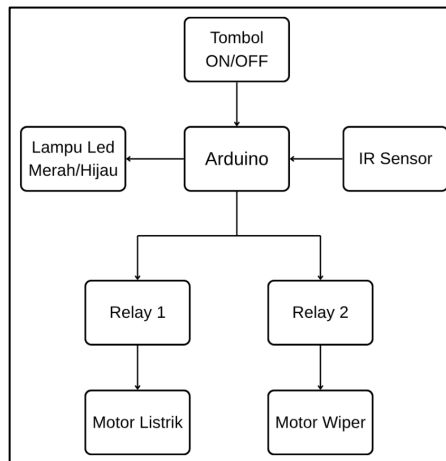 Tombol
ON/OFF
Lampu Led
Merah/Hijau
Arduino
IR Sensor
Relay 1
Relay 2
Motor Listrik
Motor Wiper